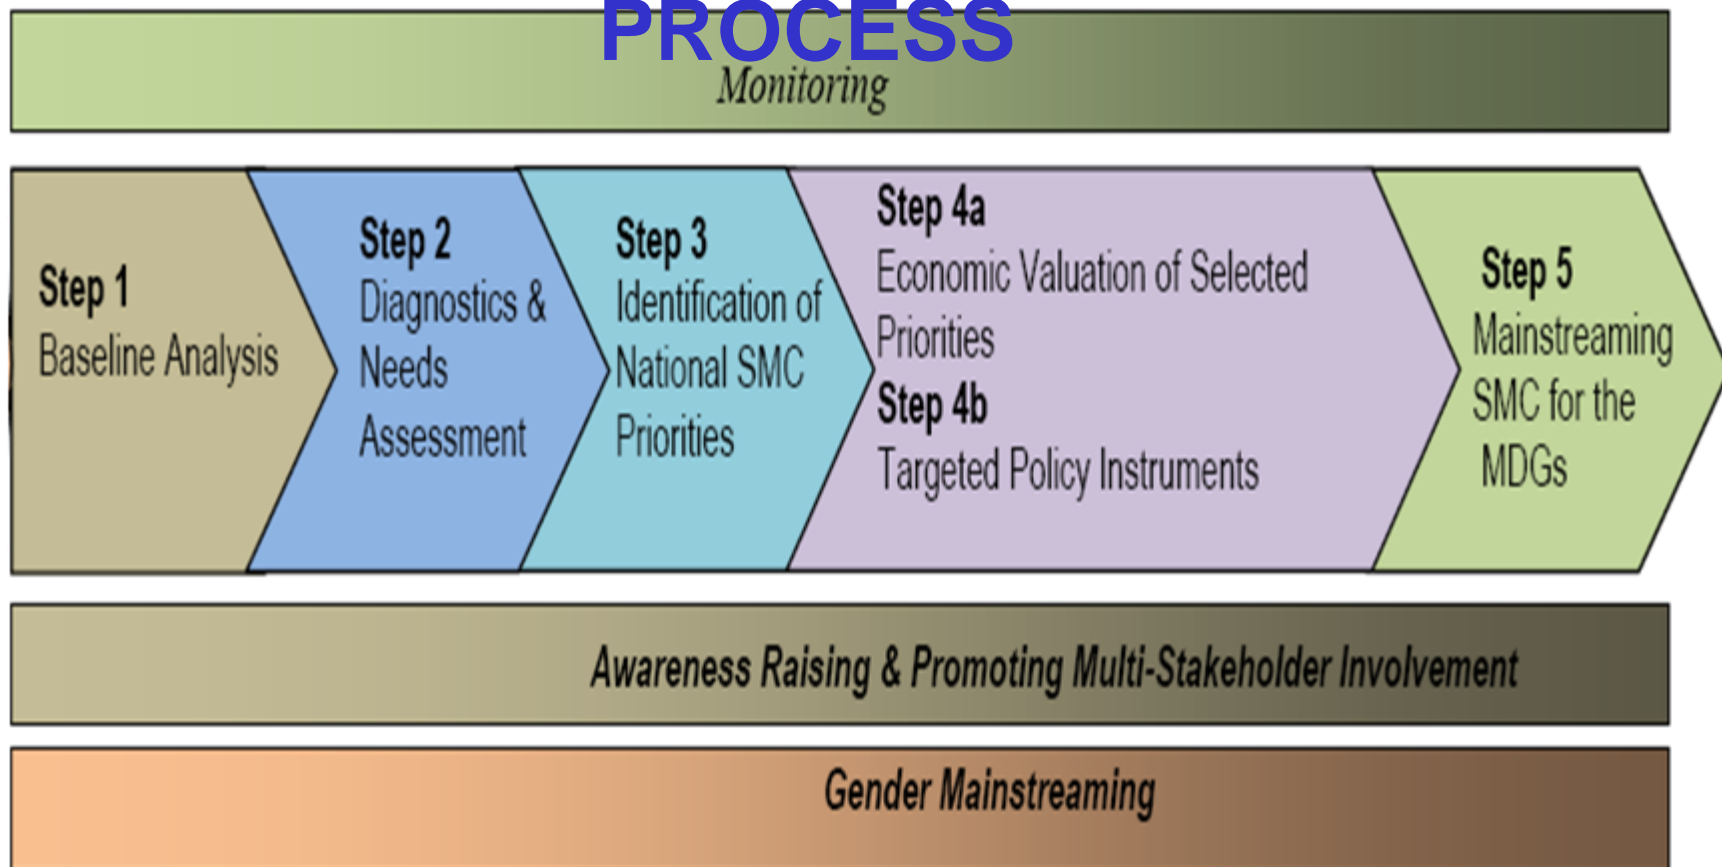 PROCESS
Monitoring
Step 1
Baseline Analysis
Step 2
Diagnostics &
Needs
Assessment
Step 3
Identification of
National SMC
Priorities
Step 4a
Economic Valuation of Selected
Priorities
Step 4b
Targeted Policy Instruments
Step 5
Mainstreaming
SMC for the
MDGs
Awareness Raising & Promoting Multi-Stakeholder Involvement
Gender Mainstreaming